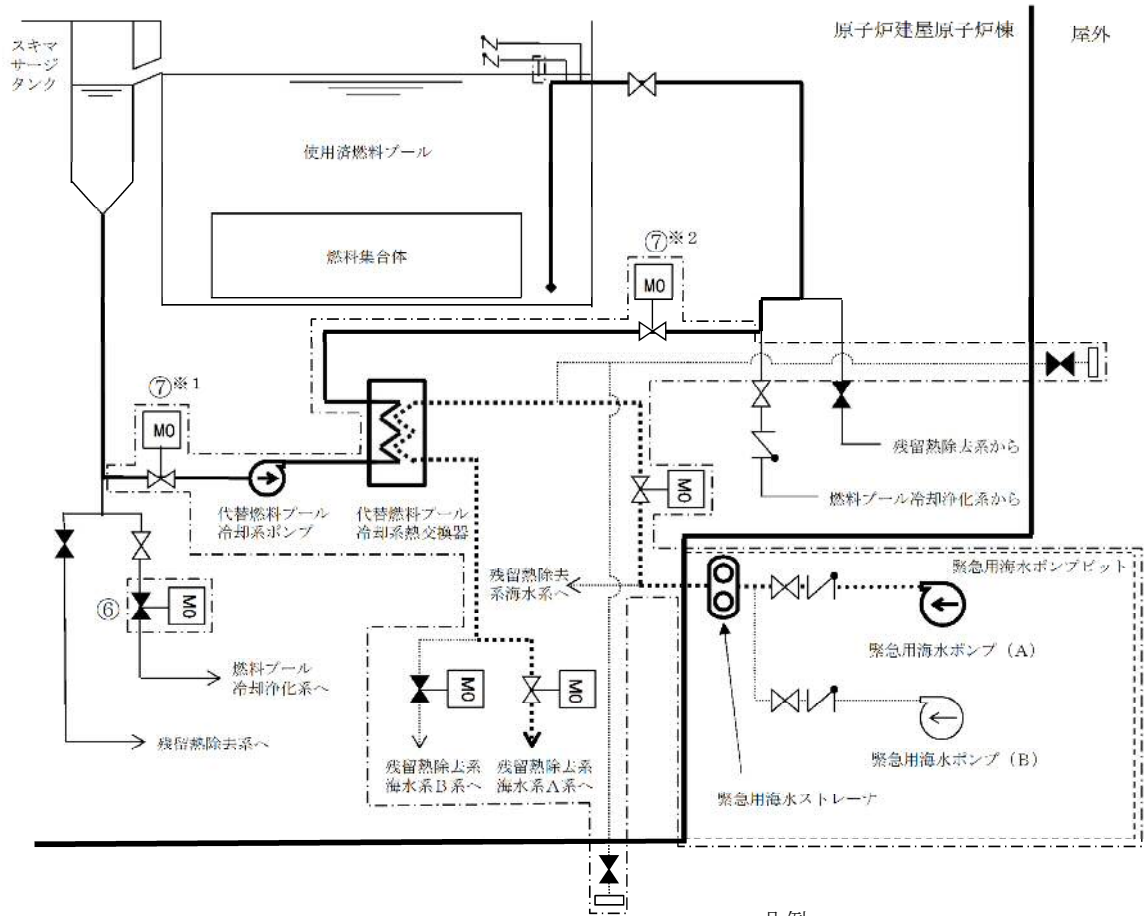 原子炉建屋原子炉棟
屋外
スキマ
サージ
タンク
使用済燃料プール
燃料集合体
⑦※2
MO
⑦※1
MO
残留熱除去系から
燃料プール冷却浄化系から
MO
代替燃料プール
冷却系ポンプ
代替燃料プール
冷却系熱交換器
残留熱除去
系海水系へ
緊急用海水ポンプピット
⑥
MO
緊急用海水ポンプ（A）
燃料プール
冷却浄化系へ
MO
MO
残留熱除去系へ
残留熱除去系
海水系B系へ
残留熱除去系
海水系A系へ
緊急用海水ポンプ（B）
緊急用海水ストレーナ